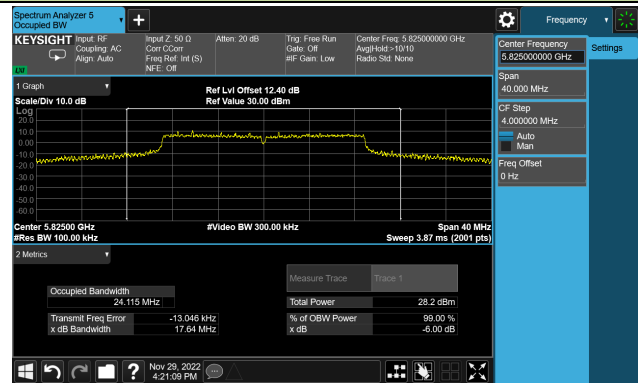 Spectrum Analyzer 5
Occupied BW
Frequency
KEYSIGHT
Input: RF
Coupling: AC
Align: Auto
Input Z: 50 Ω
Corr CCorr
Freq Ref: Int (S)
NFE: Off
Atten: 20 dB
Trig: Free Run
Gate: Off
#IF Gain: Low
Center Freq: 5.825000000 GHz
Avg|Hold:>10/10
Radio Std: None
LXI
Center Frequency
5.825000000 GHz
Settings
Span
40.000 MHz
CF Step
4.000000 MHz
Auto
Man
Freq Offset
0 Hz
1 Graph
Scale/Div 10.0 dB
Ref Lvl Offset 12.40 dB
Ref Value 30.00 dBm
Log
20.0
10.0
0.00
-10.0
-20.0
-30.0
-40.0
-50.0
-60.0
Center 5.82500 GHz
#Video BW 300.00 kHz
Span 40 MHz
#Res BW 100.00 kHz
Sweep 3.87 ms (2001 pts)
2 Metrics
Measure Trace
Trace 1
Occupied Bandwidth
24.115 MHz
Total Power
28.2 dBm
Transmit Freq Error
-13.046 kHz
% of OBW Power
99.00 %
x dB Bandwidth
17.64 MHz
x dB
-6.00 dB
Nov 29, 2022
4:21:09 PM